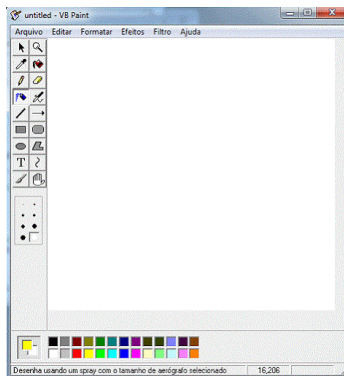 untitled - VB Paint
Arquivo Editar Formatar Efeitos Filtro Ajuda
T
Desenha usando um spray com o tamanho de aerógrafo selecionado 16,206